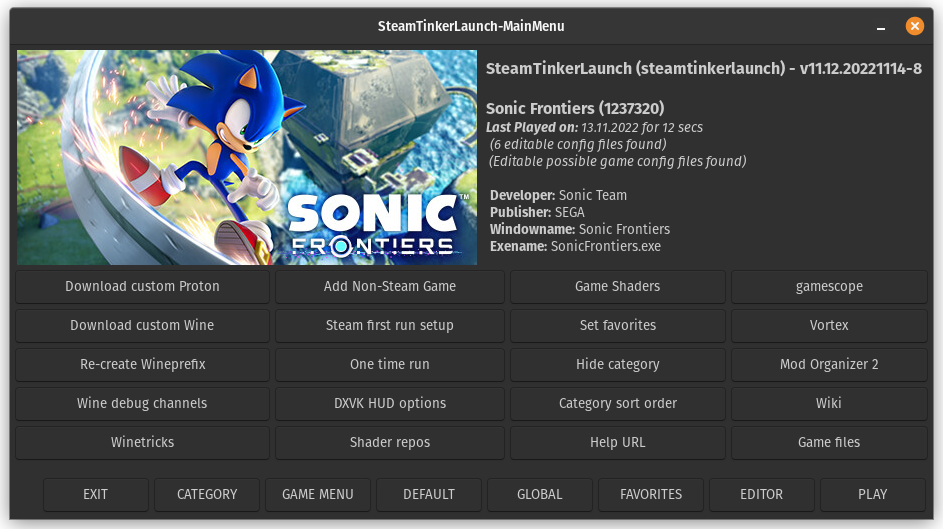 SteamTinkerLaunch-MainMenu
SteamTinkerLaunch (steamtinkerlaunch) - v11.12.20221114-8
Sonic Frontiers (1237320)
Last Played on: 13.11.2022 for 12 secs
(6 editable config files found)
(Editable possible game config files found)
Developer: Sonic Team
Publisher: SEGA
Windowname: Sonic Frontiers
Exename: SonicFrontiers.exe
SONIC™
FRONTIERS
Download custom Proton Add Non-Steam Game Game Shaders gamescope
Download custom Wine Steam first run setup Set favorites Vortex
Re-create Wineprefix One time run Hide category Mod Organizer 2
Wine debug channels DXVK HUD options Category sort order Wiki
Winetricks Shader repos Help URL Game files
EXIT CATEGORY GAME MENU DEFAULT GLOBAL FAVORITES EDITOR PLAY